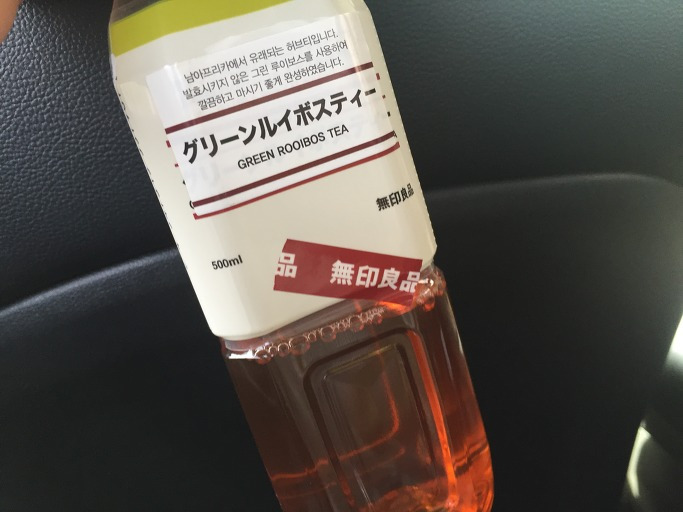 남아프리카에서 유래되는 허브티입니다.
발효시키지 않은 그린 루이보스를 사용하여
깔끔하고 마시기 좋게 완성하였습니다.
グリーンルイボスティー
GREEN ROOIBOS TEA
無印良品
500ml
品 無印良品